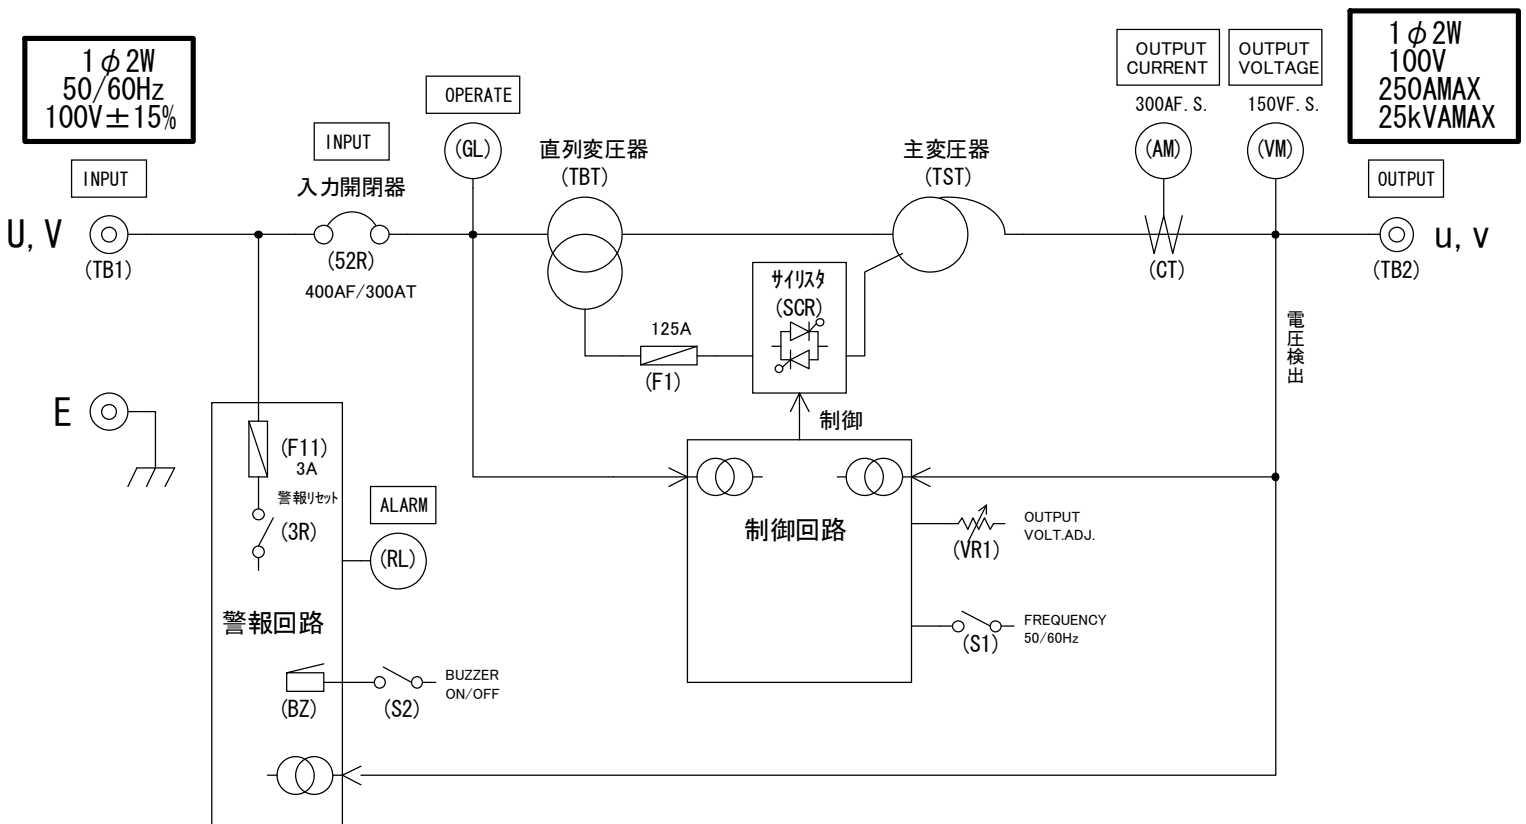 1φ2W
50/60Hz
100V±15%
INPUT
U, V
(TB1)
E
INPUT
入力開閉器
(52R)
400AF/300AT
OPERATE
(GL)
直列変圧器
(TBT)
125A
(F1)
サイリスタ
(SCR)
制御
主変圧器
(TST)
OUTPUT
CURRENT
300AF. S.
(AM)
(CT)
OUTPUT
VOLTAGE
150VF. S.
(VM)
1φ2W
100V
250AMAX
25kVAMAX
OUTPUT
u, v
(TB2)
電圧検出
(F11)
3A
警報リセット
(3R)
ALARM
(RL)
警報回路
(BZ)
(S2)
BUZZER
ON/OFF
制御回路
(VR1)
OUTPUT
VOLT.ADJ.
(S1)
FREQUENCY
50/60Hz